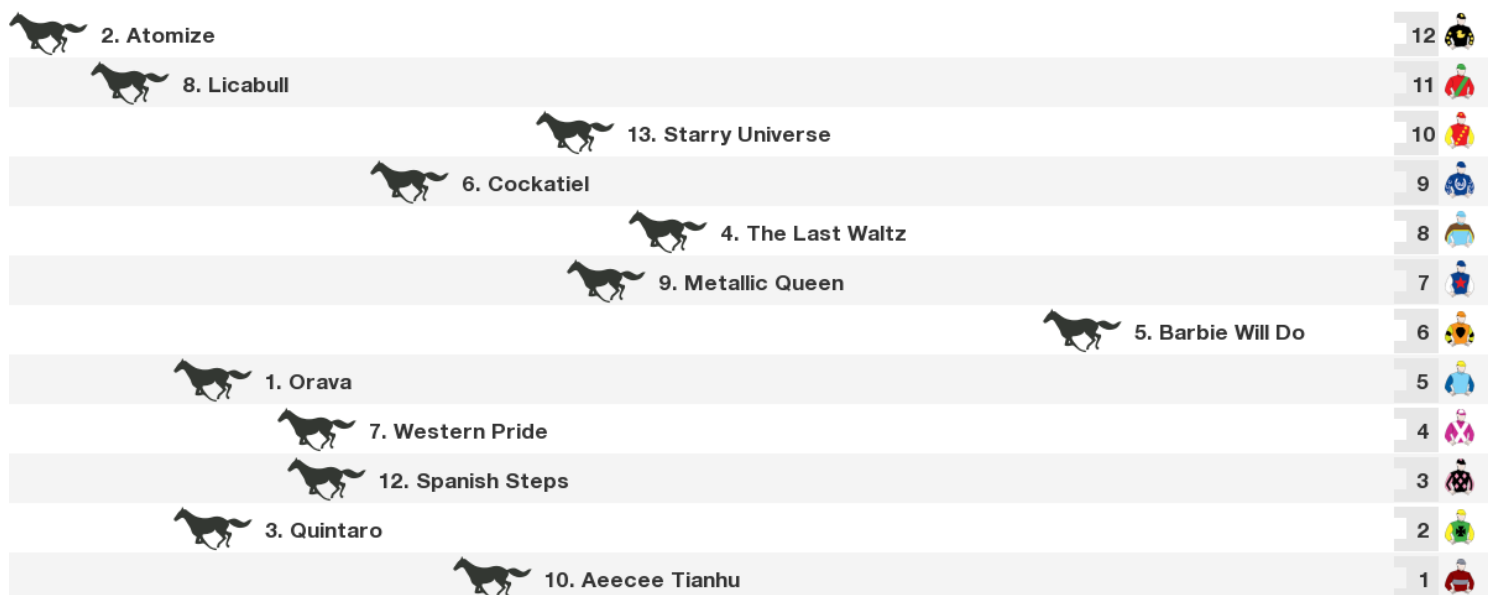 2. Atomize 12
8. Licabull 11
13. Starry Universe 10
6. Cockatiel 9
4. The Last Waltz 8
9. Metallic Queen 7
5. Barbie Will Do 6
1. Orava 5
7. Western Pride 4
12. Spanish Steps 3
3. Quintaro 2
10. Aeecee Tianhu 1